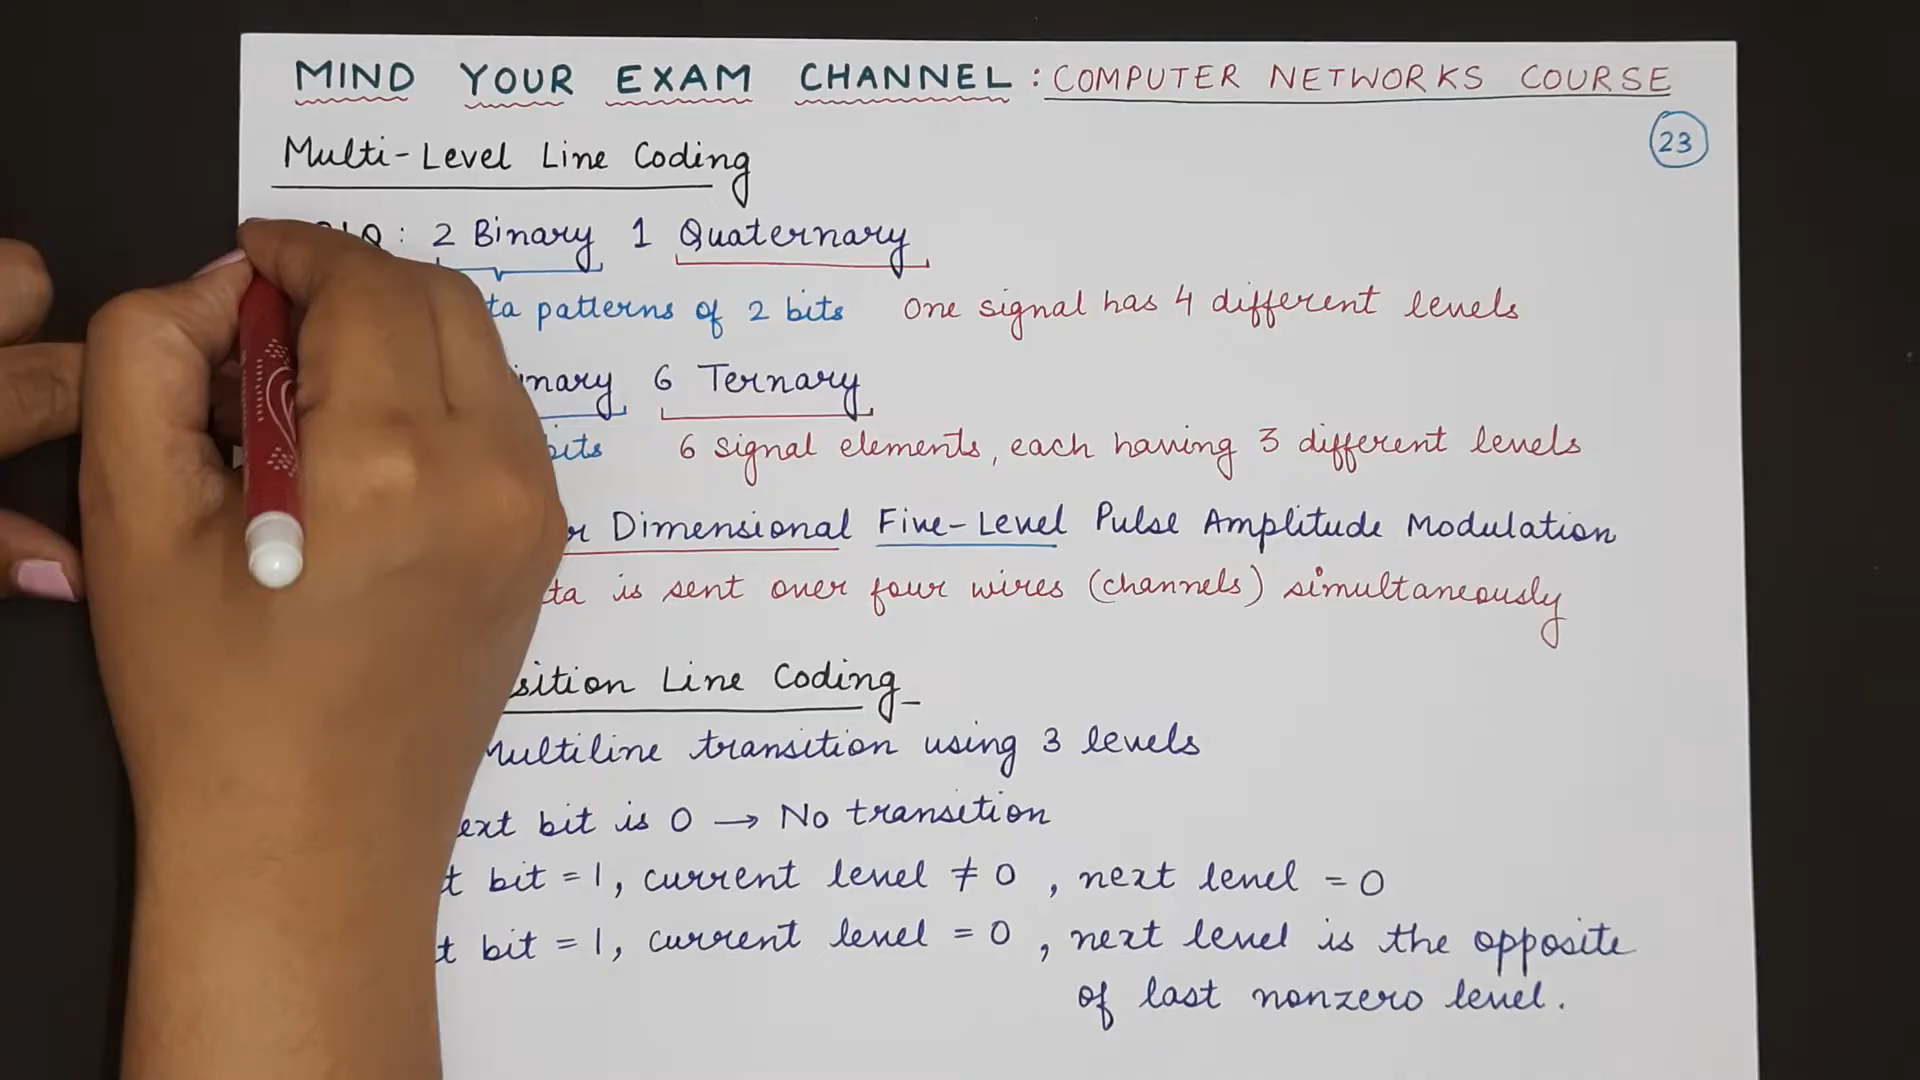 MIND YOUR EXAM CHANNEL : COMPUTER NETWORKS COURSE
23
Multi-Level Line Coding
: 2 Binary 1 Quaternary
patterns of 2 bits One signal has 4 different levels
6 Ternary
bits 6 signal elements, each having 3 different levels
Dimensional Five-Level Pulse Amplitude Modulation
is sent over four wires (channels) simultaneously
Line Coding
Multiline transition using 3 levels
bit is 0 → No transition
bit = 1, current level ≠ 0 , next level = 0
bit = 1, current level = 0 , next level is the opposite
of last nonzero level.